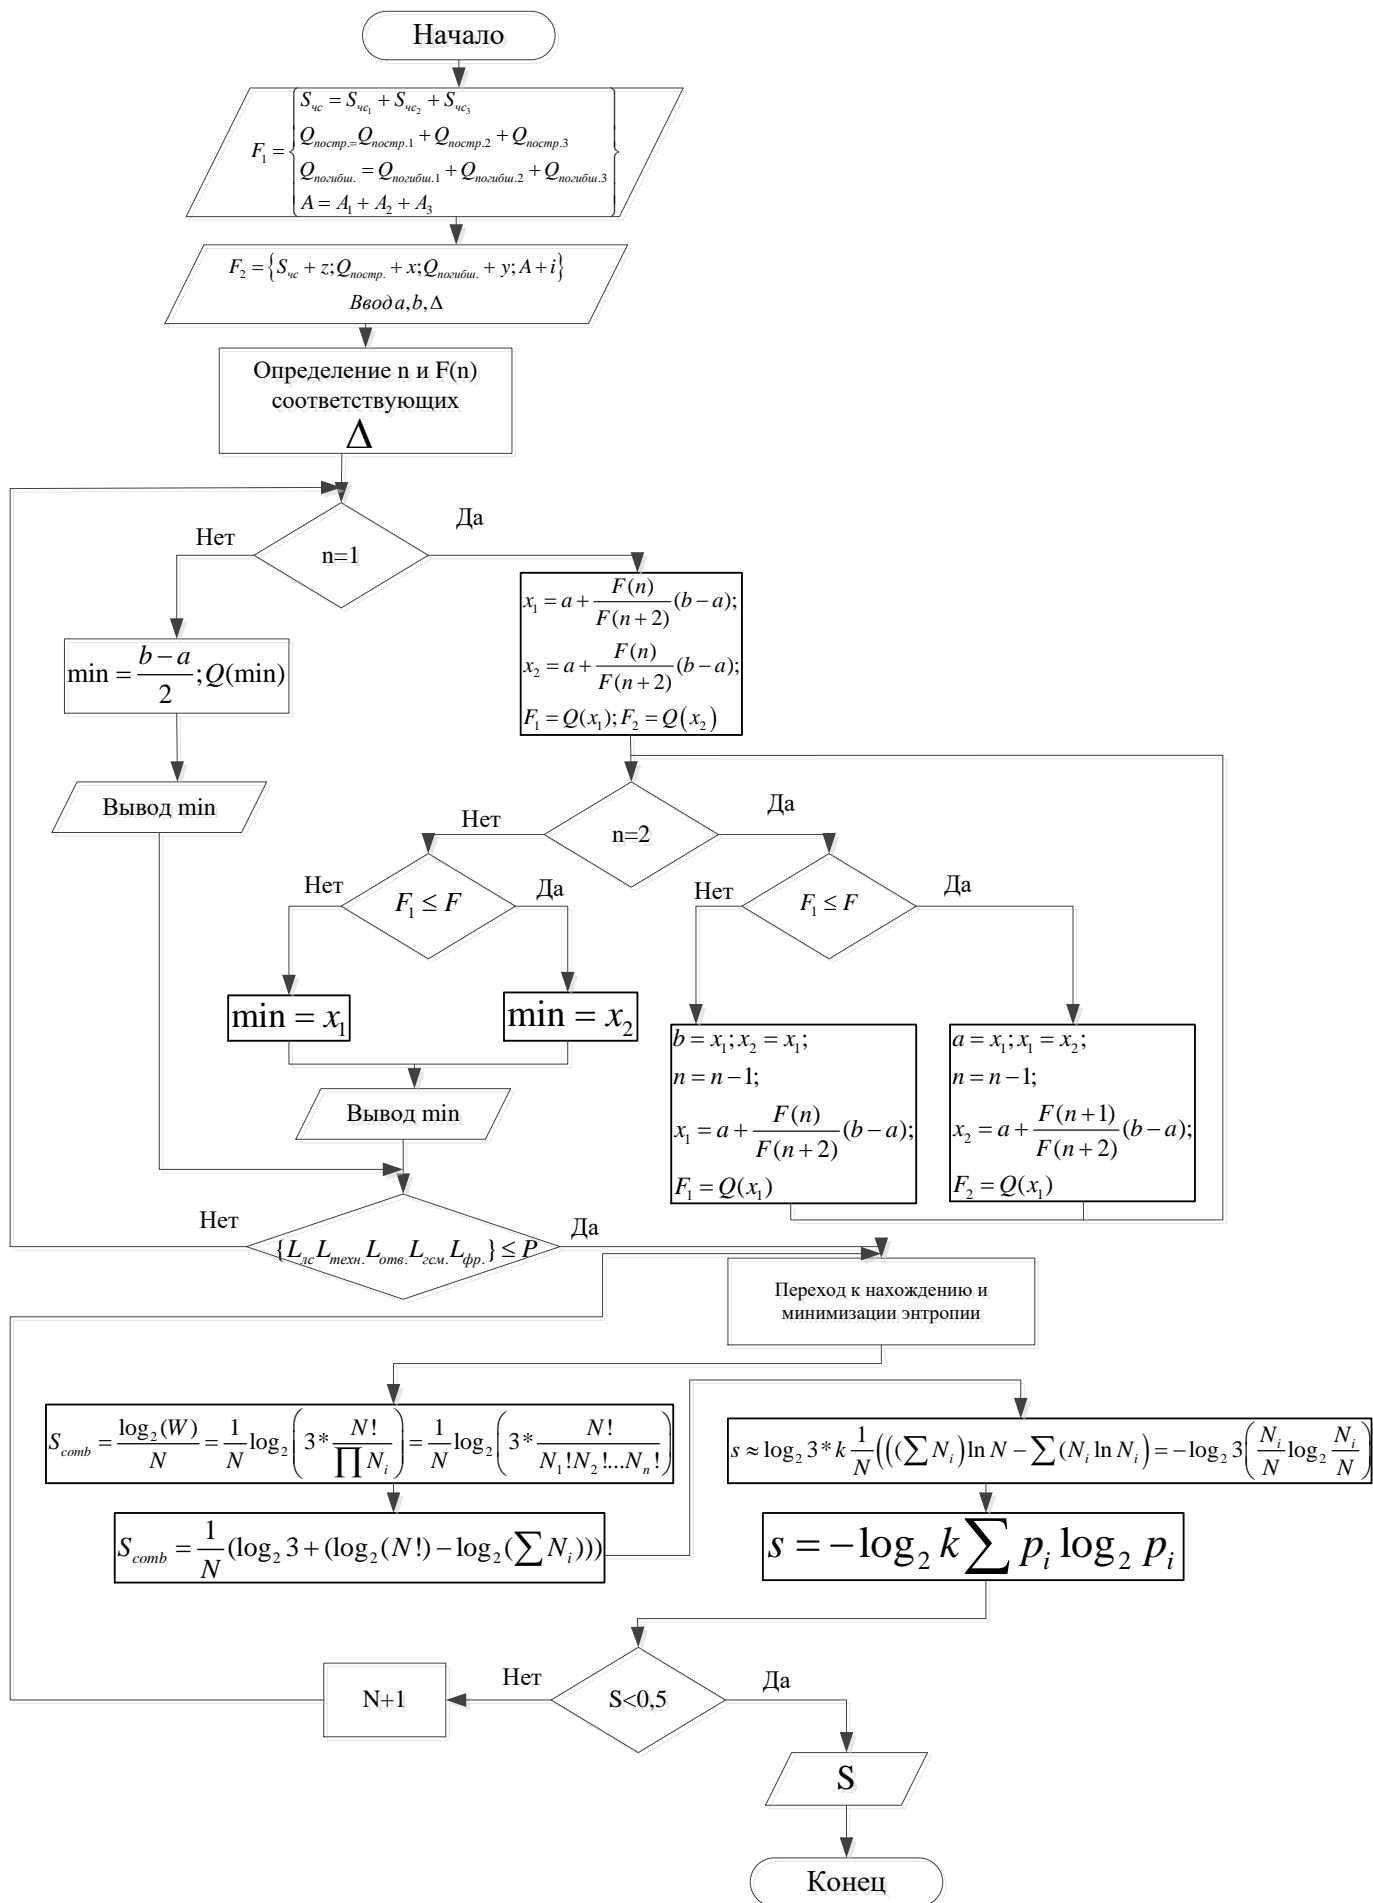 Начало
F₁ = { S_чс = S_чс₁ + S_чс₂ + S_чс₃
Q_постр.=Q_постр.1 + Q_постр.2 + Q_постр.3
Q_погибш. = Q_погибш.1 + Q_погибш.2 + Q_погибш.3
A = A₁ + A₂ + A₃ }
F₂ = {S_чс + z; Q_постр. + x; Q_погибш. + y; A + i}
Ввод a, b, Δ
Определение n и F(n)
соответствующих
Δ
Нет
Да
n=1
min = (b − a)/2; Q(min)
x₁ = a + F(n)/F(n + 2) (b − a);
x₂ = a + F(n)/F(n + 2) (b − a);
F₁ = Q(x₁); F₂ = Q(x₂)
Вывод min
Нет
Да
n=2
Нет
Да
F₁ ≤ F
Нет
Да
F₁ ≤ F
min = x₁
min = x₂
b = x₁; x₂ = x₁;
n = n − 1;
x₁ = a + F(n)/F(n + 2) (b − a);
F₁ = Q(x₁)
a = x₁; x₁ = x₂;
n = n − 1;
x₂ = a + F(n + 1)/F(n + 2) (b − a);
F₂ = Q(x₁)
Вывод min
Нет
Да
{L_лс L_техн. L_отв. L_гсм. L_фр.} ≤ P
Переход к нахождению и
минимизации энтропии
S_comb = log₂(W)/N = 1/N log₂(3* N!/∏ N_i) = 1/N log₂(3* N!/(N₁!N₂!...N_n!))
s ≈ log₂ 3* k 1/N (((∑ N_i) ln N − ∑ (N_i ln N_i) = −log₂ 3(N_i/N log₂ N_i/N)
S_comb = 1/N (log₂ 3 + (log₂(N!) − log₂(∑ N_i)))
s = −log₂ k ∑ p_i log₂ p_i
Нет
Да
N+1
S<0,5
S
Конец